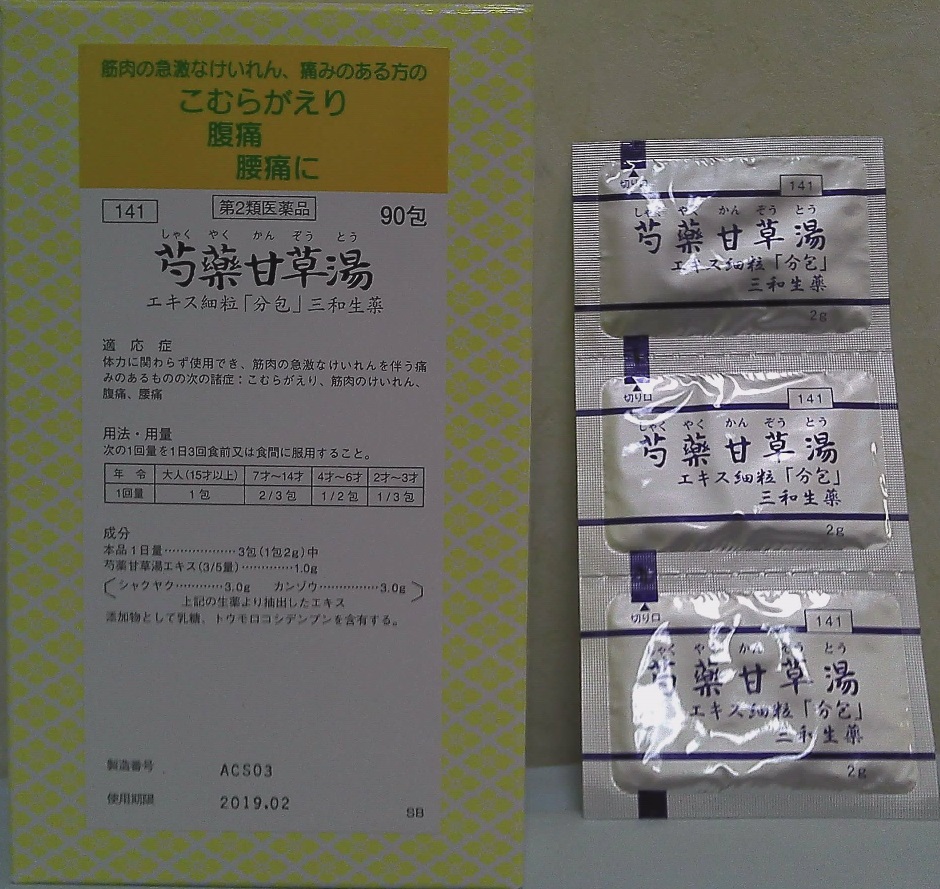 筋肉の急激なけいれん、痛みのある方の
こむらがえり
腹痛
腰痛に
141 第2類医薬品 90包
しゃく やく かん ぞう とう
芍薬甘草湯
エキス細粒「分包」三和生薬
適応症
体力に関わらず使用でき、筋肉の急激なけいれんを伴う痛
みのあるものの次の諸症：こむらがえり、筋肉のけいれん、
腹痛、腰痛
用法・用量
次の1回量を1日3回食前又は食間に服用すること。
年 令 大人(15才以上) 7才〜14才 4才〜6才 2才〜3才
1回量 1包 2/3包 1/2包 1/3包
成分
本品1日量………………3包(1包2g)中
芍薬甘草湯エキス(3/5量)…………1.0g
シャクヤク…………3.0g カンゾウ……………3.0g
上記の生薬より抽出したエキス
添加物として乳糖、トウモロコシデンプンを含有する。
製造番号 ACS03
使用期限 2019.02
SB
切り口
141
しゃく やく かん ぞう とう
芍薬甘草湯
エキス細粒「分包」
三和生薬
2g
切り口
141
しゃく やく かん ぞう とう
芍薬甘草湯
エキス細粒「分包」
三和生薬
2g
切り口
141
しゃく やく かん ぞう とう
芍薬甘草湯
エキス細粒「分包」
三和生薬
2g